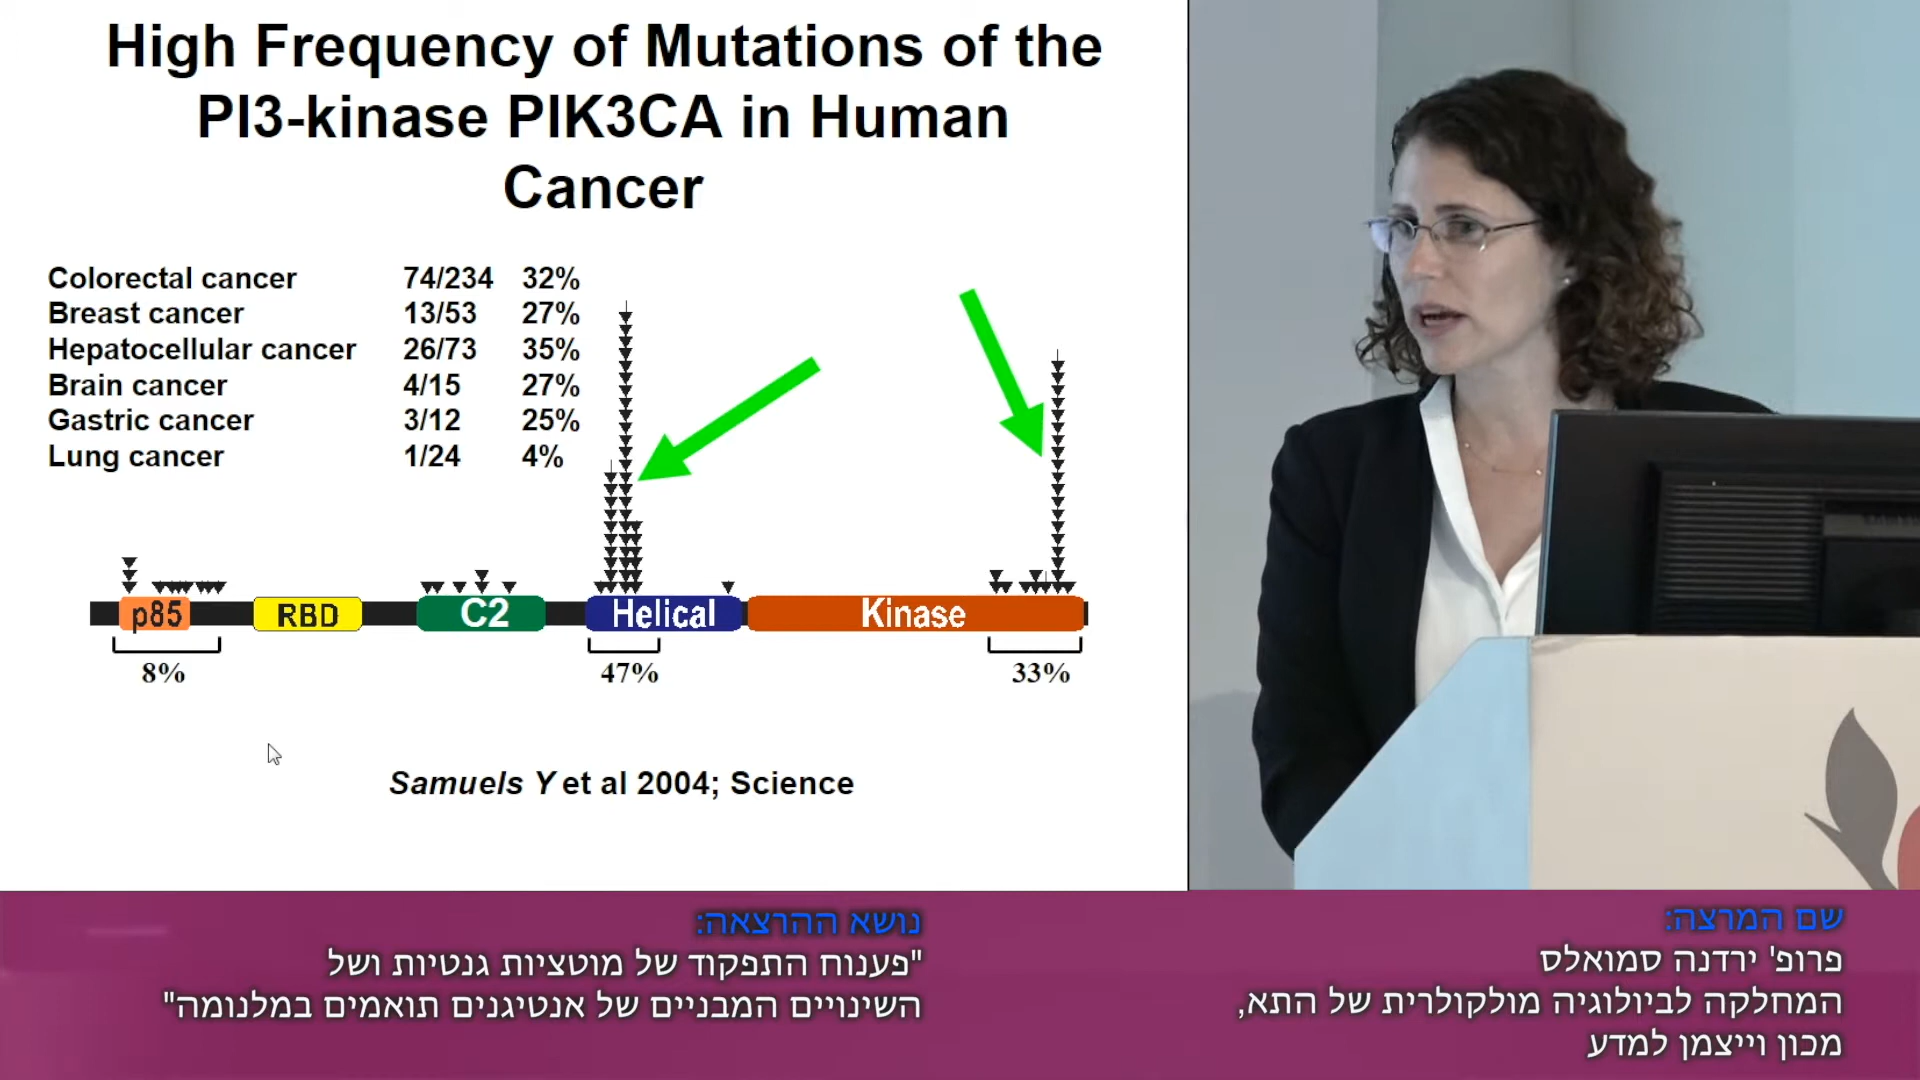 High Frequency of Mutations of the
PI3-kinase PIK3CA in Human
Cancer
Colorectal cancer 74/234 32%
Breast cancer 13/53 27%
Hepatocellular cancer 26/73 35%
Brain cancer 4/15 27%
Gastric cancer 3/12 25%
Lung cancer 1/24 4%
p85 RBD C2 Helical Kinase
8% 47% 33%
Samuels Y et al 2004; Science
שם המרצה:
פרופ' ירדנה סמואלס
המחלקה לביולוגיה מולקולרית של התא,
מכון וייצמן למדע
נושא ההרצאה:
"פענוח התפקוד של מוטציות גנטיות ושל
השינויים המבניים של אנטיגנים תואמים במלנומה"